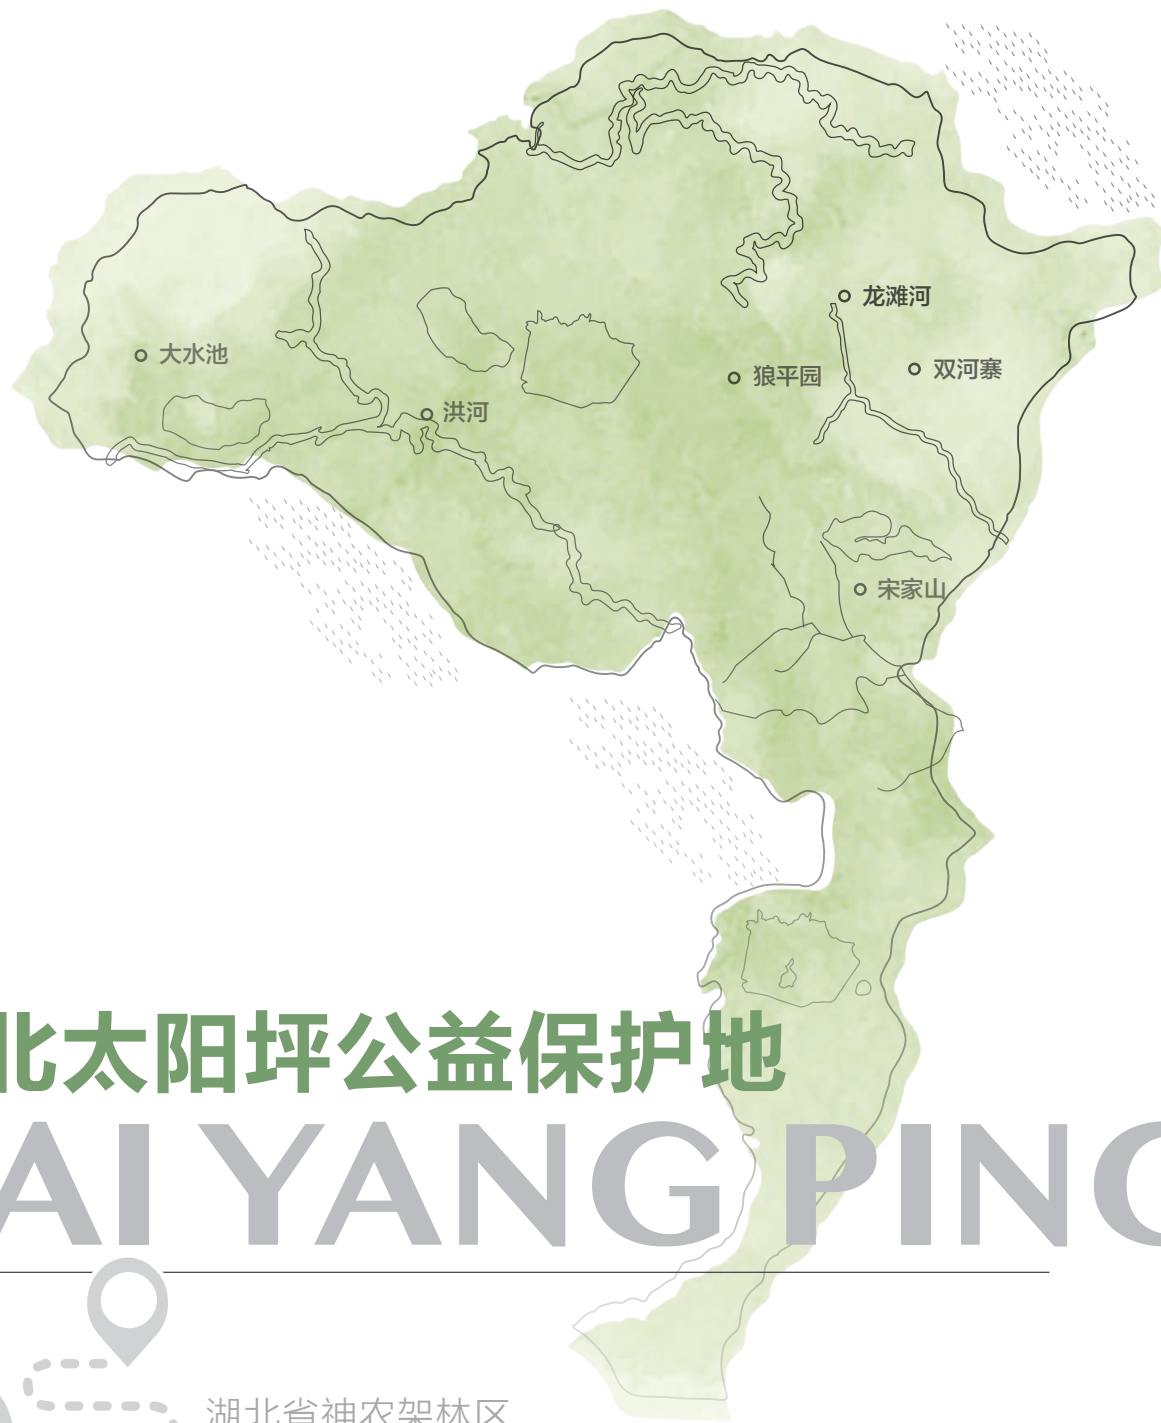 龙滩河
大水池
双河寨
狼平园
洪河
宋家山
北太阳坪公益保护地
AI YANG PING
湖北省神农架林区